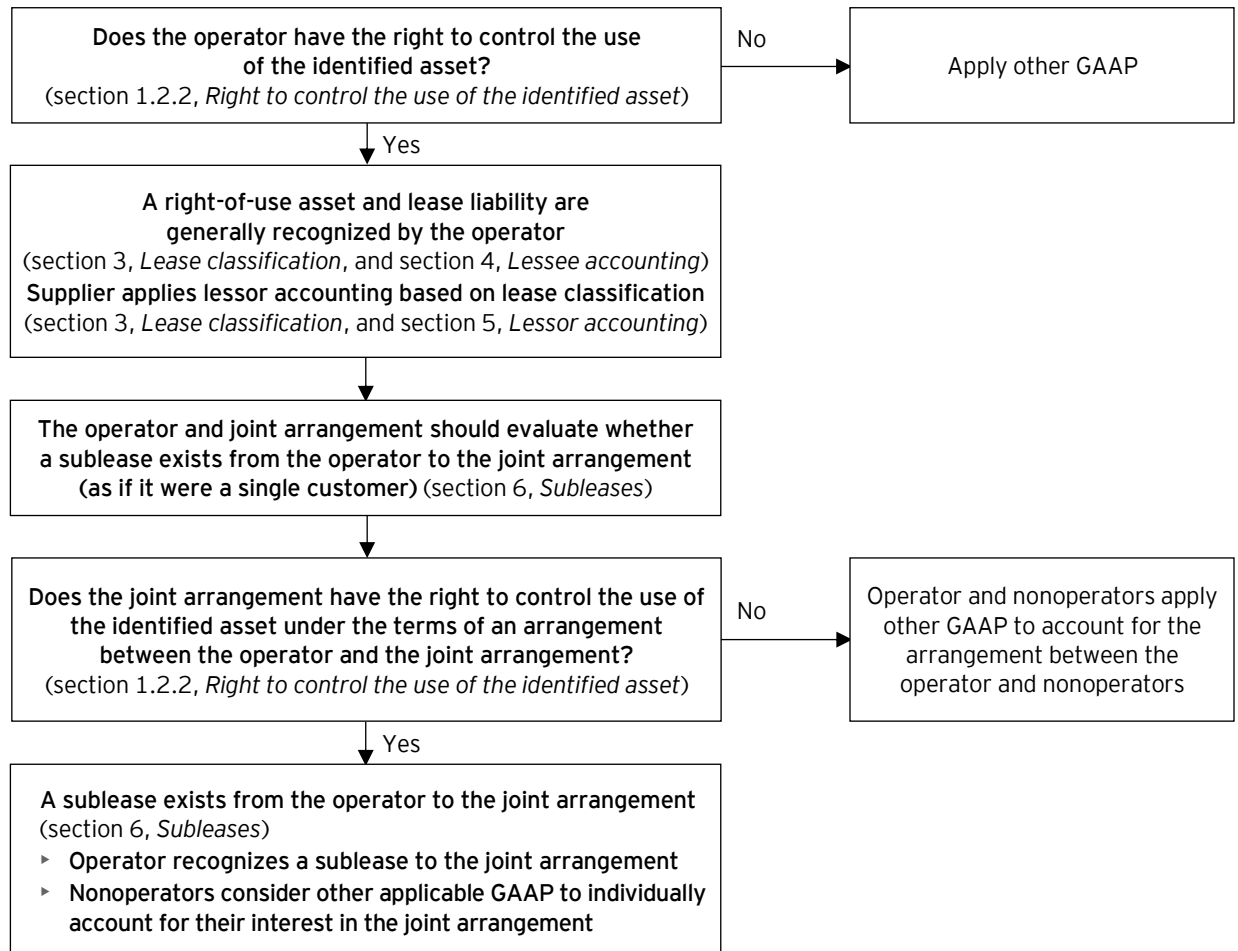 Does the operator have the right to control the use
of the identified asset?
(section 1.2.2, Right to control the use of the identified asset)
No
Apply other GAAP
Yes
A right-of-use asset and lease liability are
generally recognized by the operator
(section 3, Lease classification, and section 4, Lessee accounting)
Supplier applies lessor accounting based on lease classification
(section 3, Lease classification, and section 5, Lessor accounting)
The operator and joint arrangement should evaluate whether
a sublease exists from the operator to the joint arrangement
(as if it were a single customer) (section 6, Subleases)
Does the joint arrangement have the right to control the use of
the identified asset under the terms of an arrangement
between the operator and the joint arrangement?
(section 1.2.2, Right to control the use of the identified asset)
No
Operator and nonoperators apply
other GAAP to account for the
arrangement between the
operator and nonoperators
Yes
A sublease exists from the operator to the joint arrangement
(section 6, Subleases)
‣ Operator recognizes a sublease to the joint arrangement
‣ Nonoperators consider other applicable GAAP to individually
account for their interest in the joint arrangement